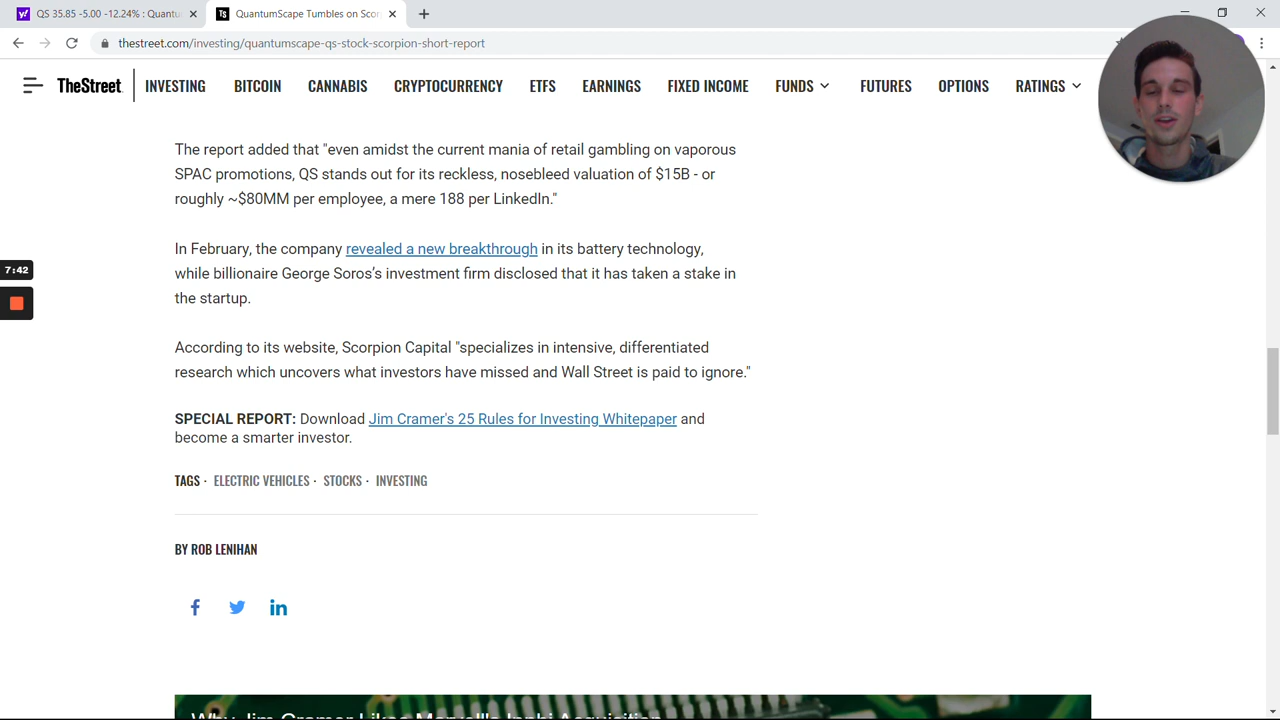 QS 35.85 -5.00 -12.24% : Quantu
QuantumScape Tumbles on Scor
thestreet.com/investing/quantumscape-qs-stock-scorpion-short-report
TheStreet
INVESTING BITCOIN CANNABIS CRYPTOCURRENCY ETFS EARNINGS FIXED INCOME FUNDS FUTURES OPTIONS RATINGS
The report added that "even amidst the current mania of retail gambling on vaporous
SPAC promotions, QS stands out for its reckless, nosebleed valuation of $15B - or
roughly ~$80MM per employee, a mere 188 per LinkedIn."
In February, the company revealed a new breakthrough in its battery technology,
while billionaire George Soros’s investment firm disclosed that it has taken a stake in
the startup.
7:42
According to its website, Scorpion Capital "specializes in intensive, differentiated
research which uncovers what investors have missed and Wall Street is paid to ignore."
SPECIAL REPORT: Download Jim Cramer's 25 Rules for Investing Whitepaper and
become a smarter investor.
TAGS · ELECTRIC VEHICLES · STOCKS · INVESTING
BY ROB LENIHAN
Why Jim Cramer Likes Marvell's Inphi Acquisition